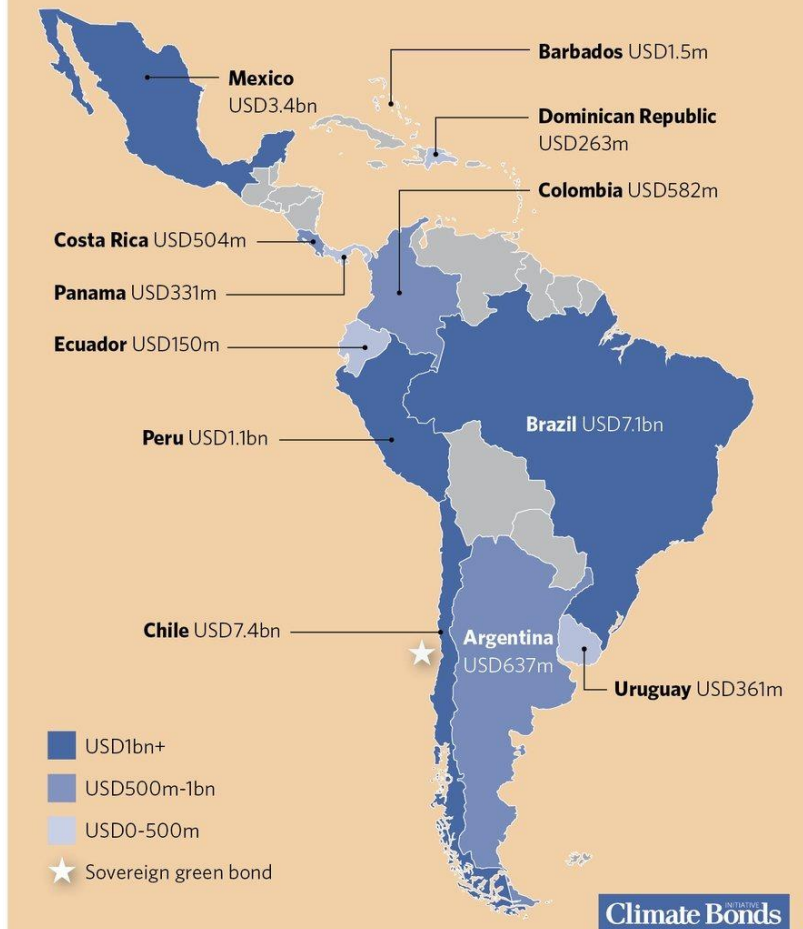 Mexico
USD3.4bn
Barbados USD1.5m
Dominican Republic
USD263m
Colombia USD582m
Costa Rica USD504m
Panama USD331m
Ecuador USD150m
Peru USD1.1bn
Brazil USD7.1bn
Chile USD7.4bn
Argentina
USD637m
Uruguay USD361m
USD1bn+
USD500m-1bn
USD0-500m
Sovereign green bond
Climate Bonds
INITIATIVE